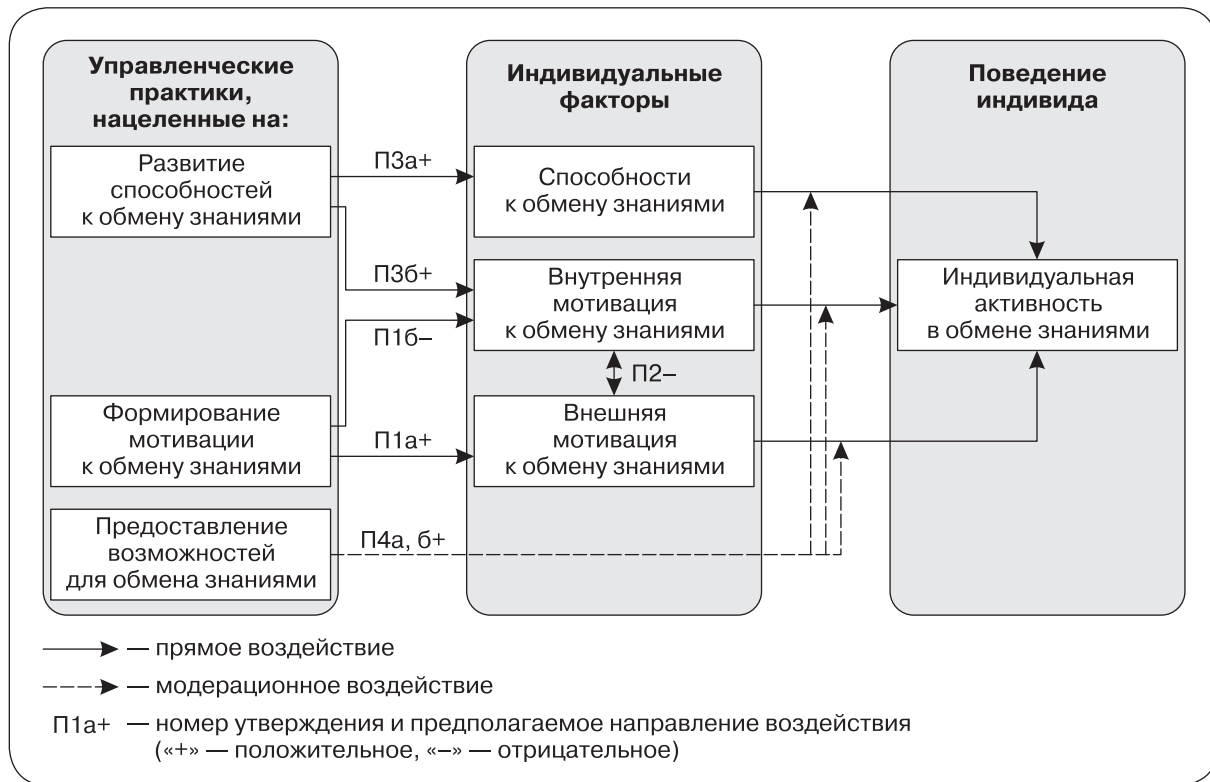 Управленческие
практики,
нацеленные на:
Развитие
способностей
к обмену знаниями
Формирование
мотивации
к обмену знаниями
Предоставление
возможностей
для обмена знаниями
П3а+
П3б+
П1б–
П1а+
П4а, б+
Индивидуальные
факторы
Способности
к обмену знаниями
Внутренняя
мотивация
к обмену знаниями
П2–
Внешняя
мотивация
к обмену знаниями
Поведение
индивида
Индивидуальная
активность
в обмене знаниями
— прямое воздействие
— модерационное воздействие
П1а+ — номер утверждения и предполагаемое направление воздействия
(«+» — положительное, «–» — отрицательное)